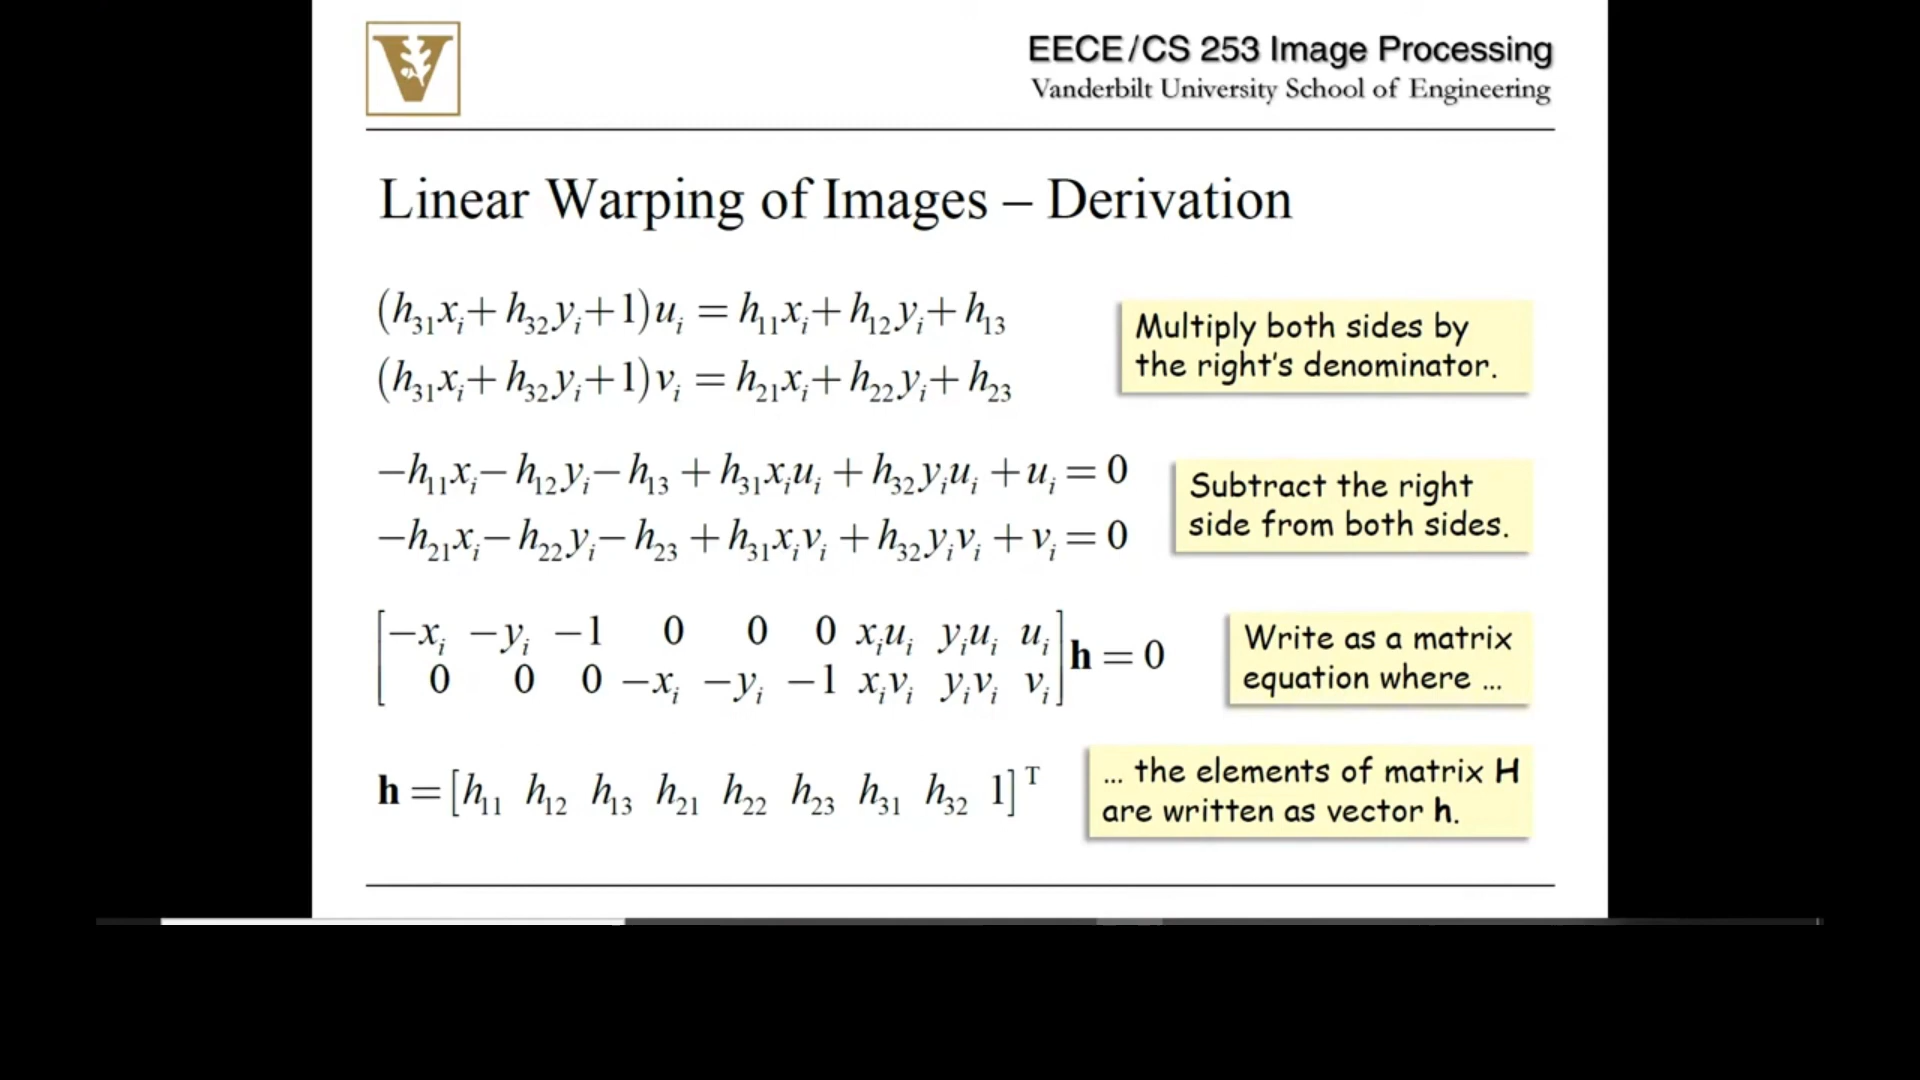 V
EECE/CS 253 Image Processing
Vanderbilt University School of Engineering
Linear Warping of Images – Derivation
(h₃₁xᵢ+h₃₂yᵢ+1)uᵢ = h₁₁xᵢ+h₁₂yᵢ+h₁₃
(h₃₁xᵢ+h₃₂yᵢ+1)vᵢ = h₂₁xᵢ+h₂₂yᵢ+h₂₃
Multiply both sides by
the right's denominator.
−h₁₁xᵢ−h₁₂yᵢ−h₁₃ +h₃₁xᵢuᵢ +h₃₂yᵢuᵢ +uᵢ = 0
−h₂₁xᵢ−h₂₂yᵢ−h₂₃ +h₃₁xᵢvᵢ +h₃₂yᵢvᵢ +vᵢ = 0
Subtract the right
side from both sides.
[−xᵢ −yᵢ −1 0 0 0 xᵢuᵢ yᵢuᵢ uᵢ
0 0 0 −xᵢ −yᵢ −1 xᵢvᵢ yᵢvᵢ vᵢ] h = 0
Write as a matrix
equation where ...
h = [h₁₁ h₁₂ h₁₃ h₂₁ h₂₂ h₂₃ h₃₁ h₃₂ 1]ᵀ
... the elements of matrix H
are written as vector h.